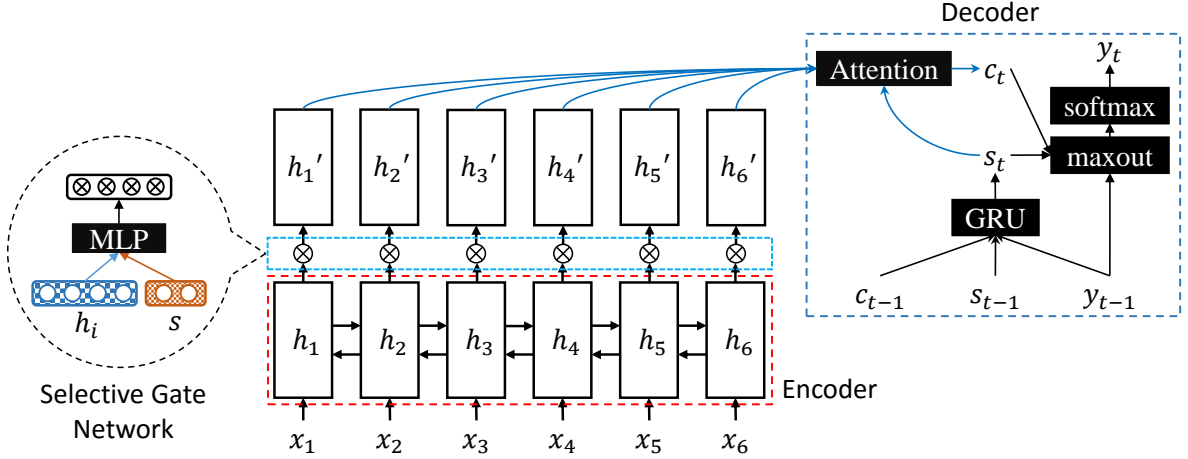 Decoder
Attention
c_t
y_t
softmax
maxout
s_t
GRU
c_{t-1} s_{t-1} y_{t-1}
h_1' h_2' h_3' h_4' h_5' h_6'
MLP
h_i s
Selective Gate
Network
h_1 h_2 h_3 h_4 h_5 h_6
Encoder
x_1 x_2 x_3 x_4 x_5 x_6